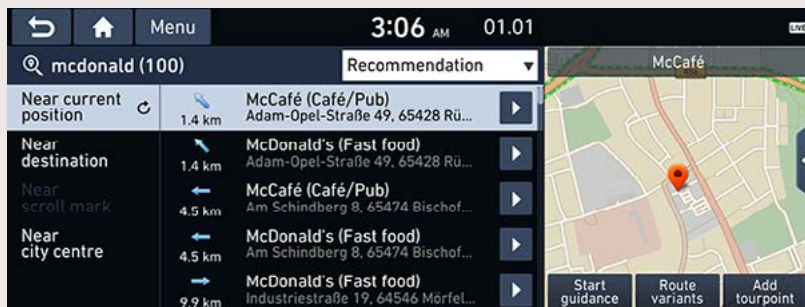 Menu
3:06 AM
01.01
LIVE
mcdonald (100)
Recommendation
McCafé
Near current
position
1.4 km
McCafé (Café/Pub)
Adam-Opel-Straße 49, 65428 Rü...
Near
destination
1.4 km
McDonald's (Fast food)
Adam-Opel-Straße 49, 65428 Rü...
Near
scroll mark
4.5 km
McCafé (Café/Pub)
Am Schindberg 8, 65474 Bischof...
Near
city centre
4.5 km
McDonald's (Fast food)
Am Schindberg 8, 65474 Bischof...
9.9 km
McDonald's (Fast food)
Industriestraße 19, 64546 Mörfel...
Start
guidance
Route
variants
Add
tourpoint